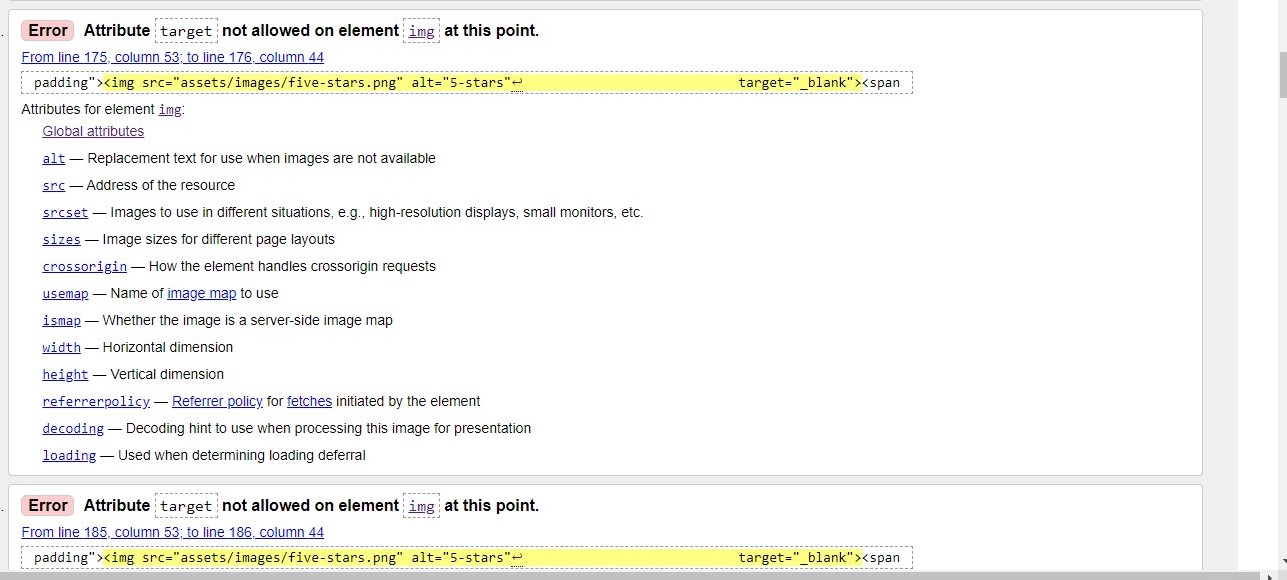 Error Attribute target not allowed on element img at this point.
From line 175, column 53; to line 176, column 44
padding"><img src="assets/images/five-stars.png" alt="5-stars"↩ target="_blank"><span
Attributes for element img:
Global attributes
alt — Replacement text for use when images are not available
src — Address of the resource
srcset — Images to use in different situations, e.g., high-resolution displays, small monitors, etc.
sizes — Image sizes for different page layouts
crossorigin — How the element handles crossorigin requests
usemap — Name of image map to use
ismap — Whether the image is a server-side image map
width — Horizontal dimension
height — Vertical dimension
referrerpolicy — Referrer policy for fetches initiated by the element
decoding — Decoding hint to use when processing this image for presentation
loading — Used when determining loading deferral
Error Attribute target not allowed on element img at this point.
From line 185, column 53; to line 186, column 44
padding"><img src="assets/images/five-stars.png" alt="5-stars"↩ target="_blank"><span